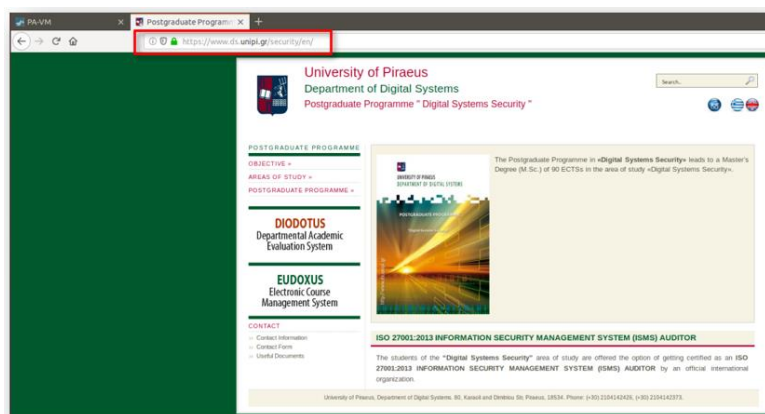 PA-VM
Postgraduate Programm
https://www.ds.unipi.gr/security/en/
University of Piraeus
Department of Digital Systems
Postgraduate Programme " Digital Systems Security "
Search..
POSTGRADUATE PROGRAMME
OBJECTIVE »
AREAS OF STUDY »
POSTGRADUATE PROGRAMME »
DIODOTUS
Departmental Academic
Evaluation System
EUDOXUS
Electronic Course
Management System
CONTACT
Contact Information
Contact Form
Useful Documents
UNIVERSITY OF PIRAEUS
DEPARTMENT OF DIGITAL SYSTEMS
POSTGRADUATE PROGRAMME
The Postgraduate Programme in «Digital Systems Security» leads to a Master's
Degree (M.Sc.) of 90 ECTSs in the area of study «Digital Systems Security».
ISO 27001:2013 INFORMATION SECURITY MANAGEMENT SYSTEM (ISMS) AUDITOR
The students of the "Digital Systems Security" area of study are offered the option of getting certified as an ISO
27001:2013 INFORMATION SECURITY MANAGEMENT SYSTEM (ISMS) AUDITOR by an official international
organization.
University of Piraeus, Department of Digital Systems. 80, Karaoli and Dimitriou Str, Piraeus, 18534. Phone: (+30) 2104142426, (+30) 2104142373.